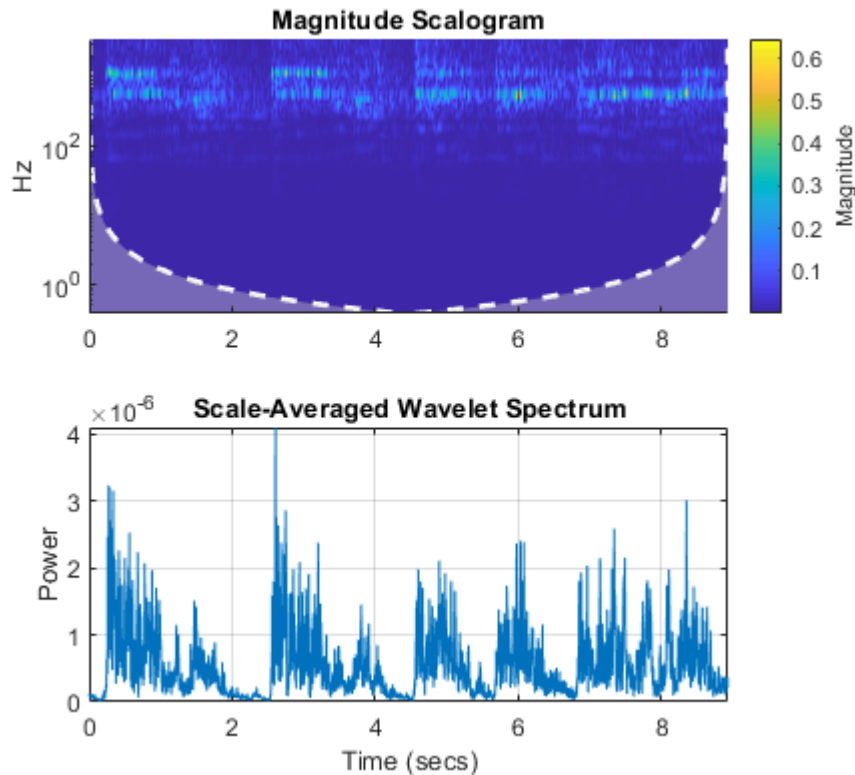 Magnitude Scalogram
Hz
10²
10⁰
0 2 4 6 8
0.6
0.5
0.4
0.3
0.2
0.1
Magnitude
×10⁻⁶
Scale-Averaged Wavelet Spectrum
Power
4
3
2
1
0
0 2 4 6 8
Time (secs)